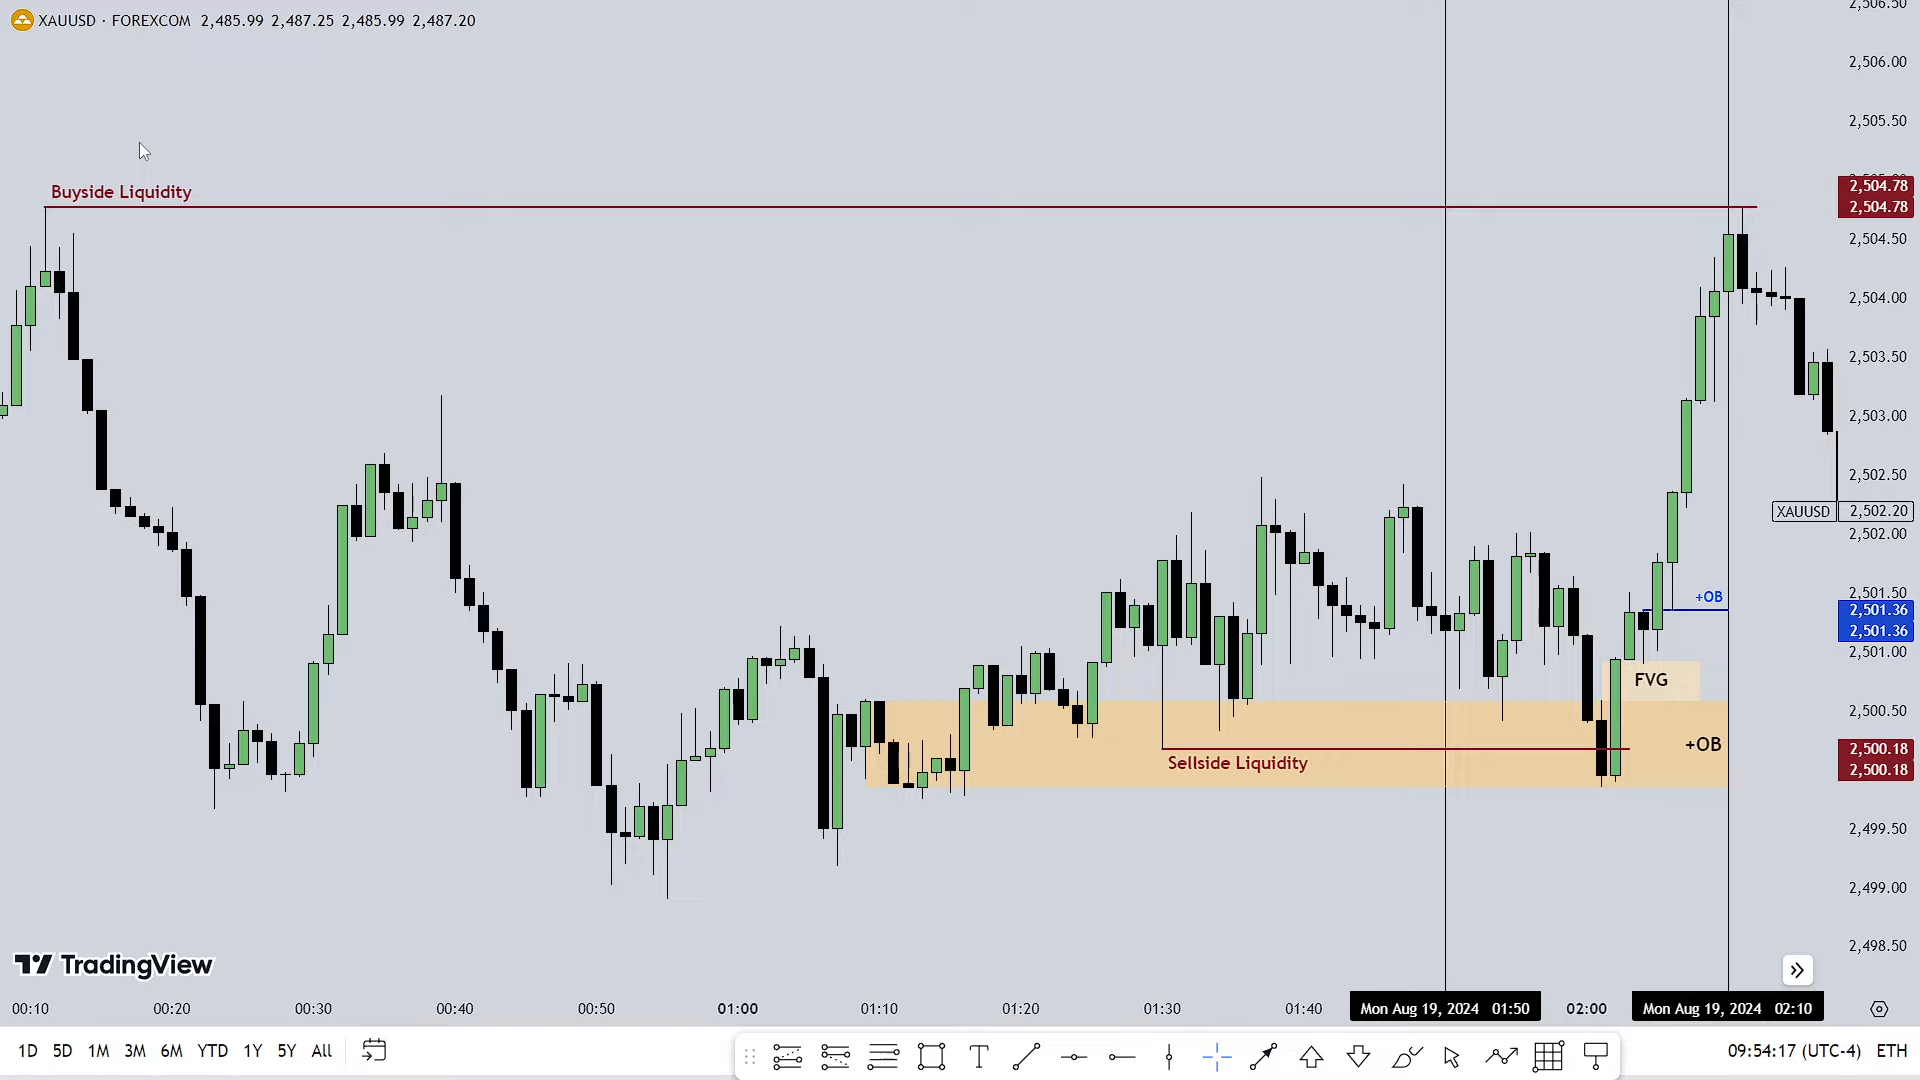 XAUUSD · FOREXCOM 2,485.99 2,487.25 2,485.99 2,487.20
2,506.50
2,506.00
2,505.50
Buyside Liquidity
2,504.78
2,504.78
2,504.50
2,504.00
2,503.50
2,503.00
2,502.50
XAUUSD 2,502.20
2,502.00
2,501.50
+OB
2,501.36
2,501.36
2,501.00
FVG
2,500.50
+OB
2,500.18
Sellside Liquidity
2,500.18
2,499.50
2,499.00
2,498.50
TradingView
00:10 00:20 00:30 00:40 00:50 01:00 01:10 01:20 01:30 01:40 Mon Aug 19, 2024 01:50 02:00 Mon Aug 19, 2024 02:10
1D 5D 1M 3M 6M YTD 1Y 5Y All
T
09:54:17 (UTC-4) ETH